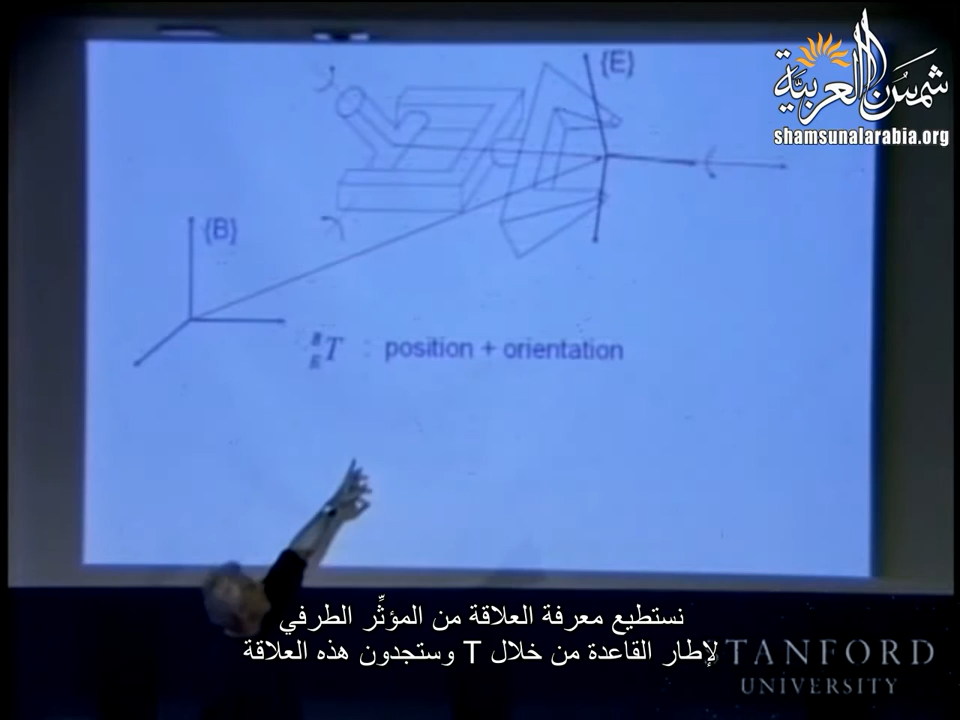 شمس العربية
shamsunalarabia.org
{E}
{B}
B
E T : position + orientation
نستطيع معرفة العلاقة من المؤثِّر الطرفي
لإطار القاعدة من خلال T وستجدون هذه العلاقة
STANFORD
UNIVERSITY